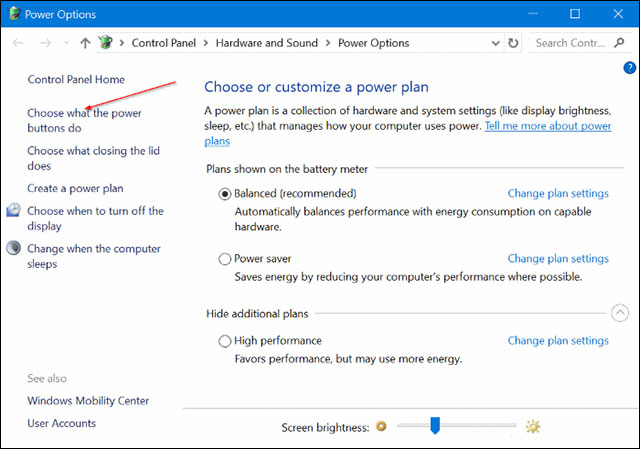 Power Options
Control Panel > Hardware and Sound > Power Options
Search Contr...
?
Control Panel Home
Choose what the power
buttons do
Choose what closing the lid
does
Create a power plan
Choose when to turn off the
display
Change when the computer
sleeps
See also
Windows Mobility Center
User Accounts
Choose or customize a power plan
A power plan is a collection of hardware and system settings (like display brightness,
sleep, etc.) that manages how your computer uses power. Tell me more about power
plans
Plans shown on the battery meter
Balanced (recommended) Change plan settings
Automatically balances performance with energy consumption on capable
hardware.
Power saver Change plan settings
Saves energy by reducing your computer's performance where possible.
Hide additional plans
High performance Change plan settings
Favors performance, but may use more energy.
Screen brightness: